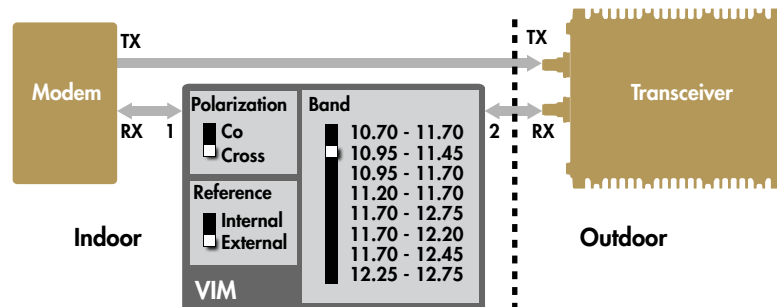 TX
TX
Modem
Transceiver
RX
1
2
RX
Polarization
Co
Cross
Reference
Internal
External
Band
10.70 - 11.70
10.95 - 11.45
10.95 - 11.70
11.20 - 11.70
11.70 - 12.75
11.70 - 12.20
11.70 - 12.45
12.25 - 12.75
Indoor
Outdoor
VIM